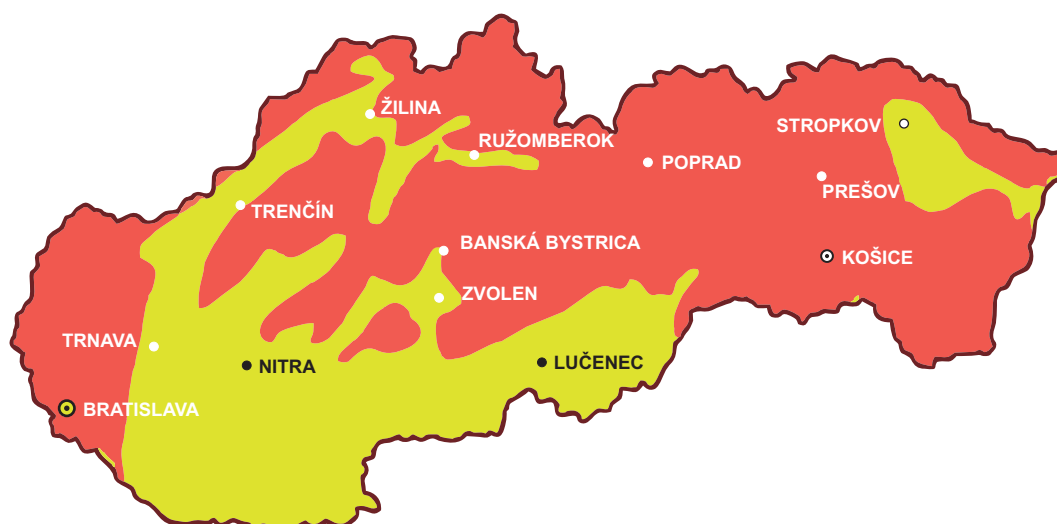 ŽILINA
STROPKOV
RUŽOMBEROK
POPRAD
PREŠOV
TRENČÍN
BANSKÁ BYSTRICA
KOŠICE
ZVOLEN
TRNAVA
NITRA
LUČENEC
BRATISLAVA